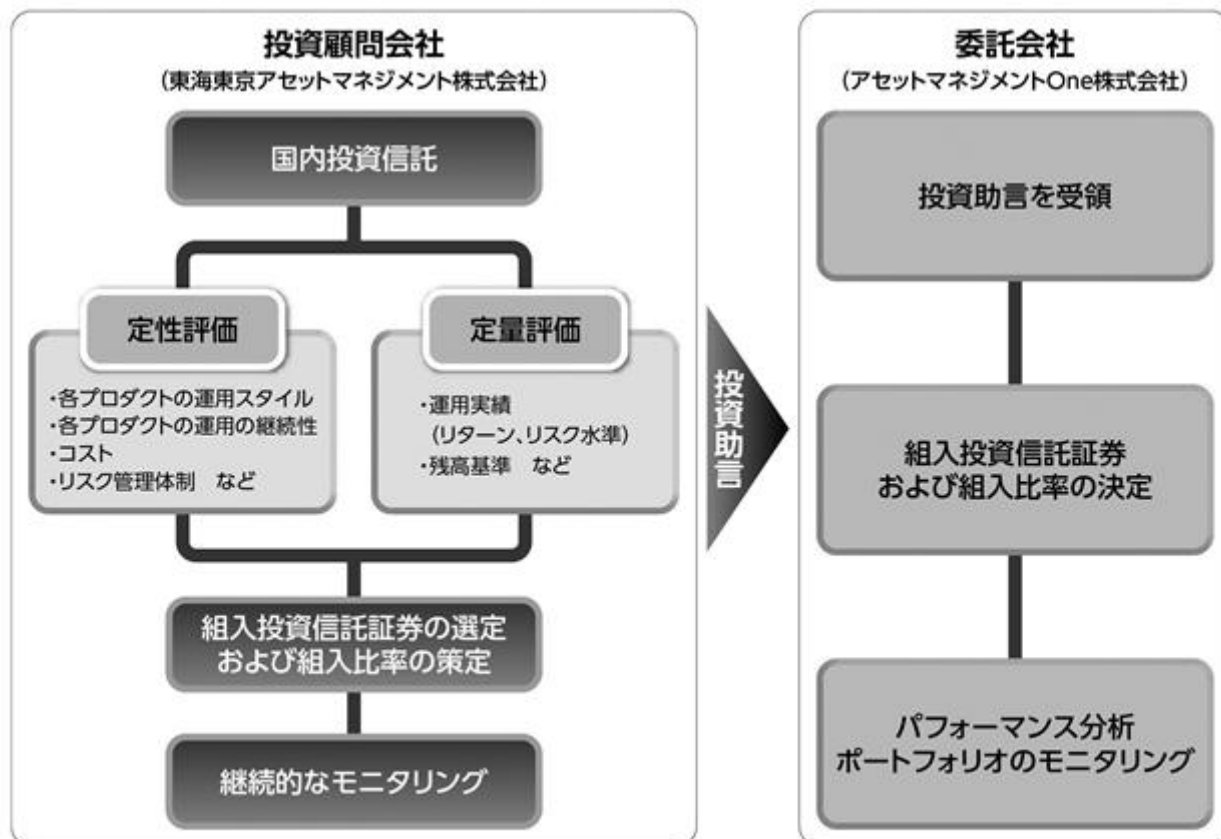 投資顧問会社
(東海東京アセットマネジメント株式会社)
国内投資信託
定性評価
・各プロダクトの運用スタイル
・各プロダクトの運用の継続性
・コスト
・リスク管理体制　など
定量評価
・運用実績
(リターン、リスク水準)
・残高基準　など
組入投資信託証券の選定
および組入比率の策定
継続的なモニタリング
投資助言
委託会社
(アセットマネジメントOne株式会社)
投資助言を受領
組入投資信託証券
および組入比率の決定
パフォーマンス分析
ポートフォリオのモニタリング